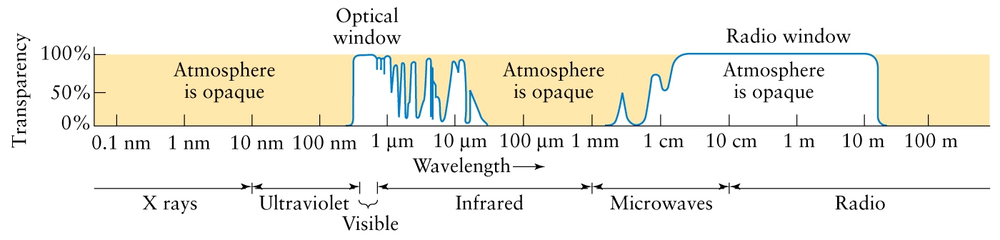 Optical
window
Radio window
Transparency
100%
50%
0%
Atmosphere
is opaque
Atmosphere
is opaque
Atmosphere
is opaque
0.1 nm 1 nm 10 nm 100 nm 1 μm 10 μm 100 μm 1 mm 1 cm 10 cm 1 m 10 m 100 m
Wavelength
X rays Ultraviolet Infrared Microwaves Radio
Visible